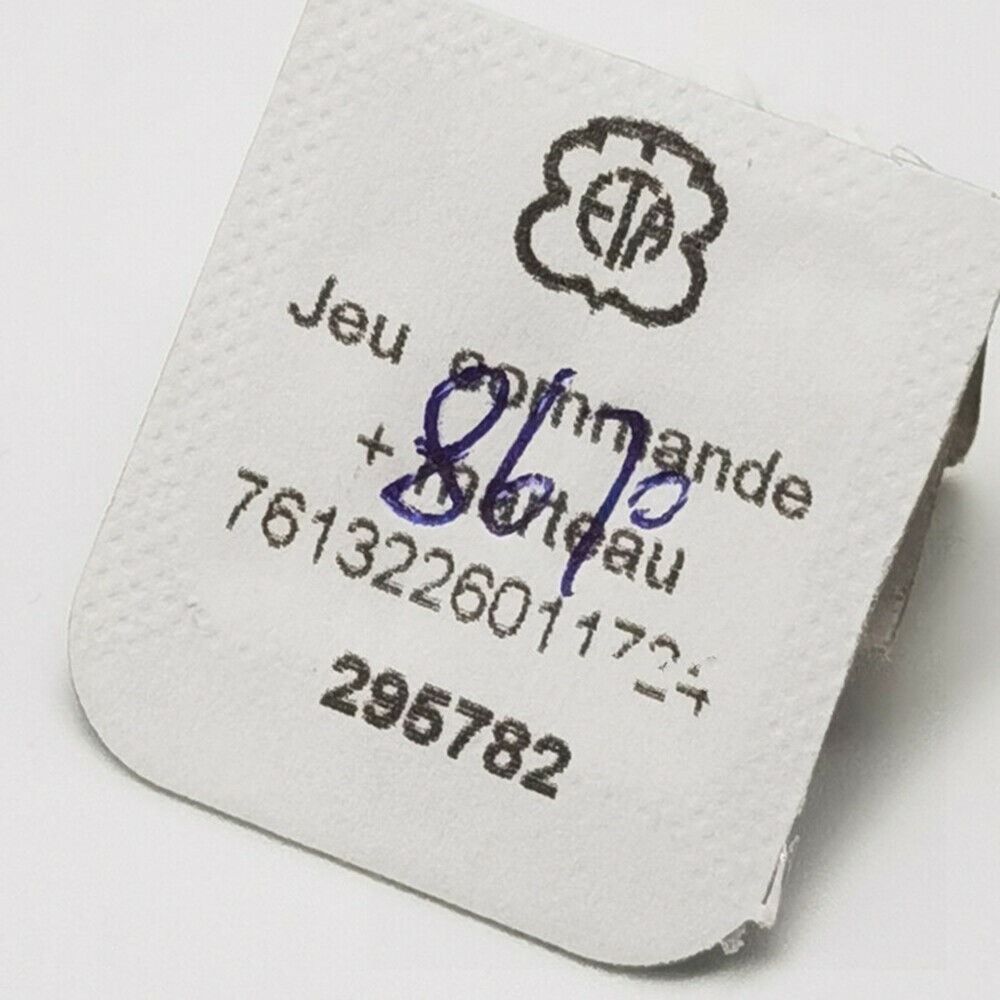 ETA
Jeu commande
8670
+ marteau
7613226011724
295782